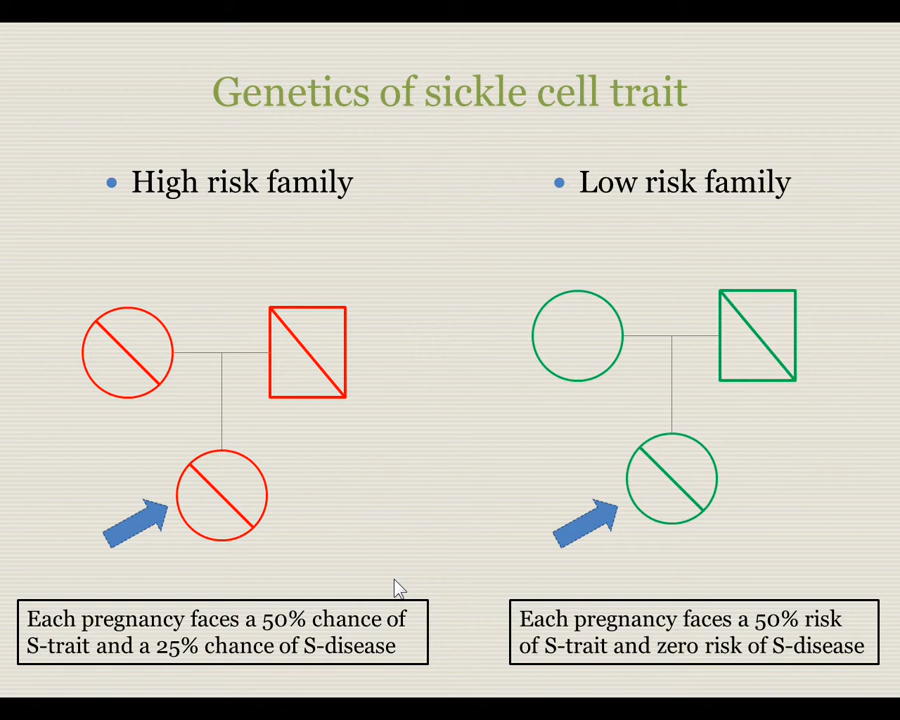 Genetics of sickle cell trait
• High risk family
• Low risk family
Each pregnancy faces a 50% chance of
S-trait and a 25% chance of S-disease
Each pregnancy faces a 50% risk
of S-trait and zero risk of S-disease